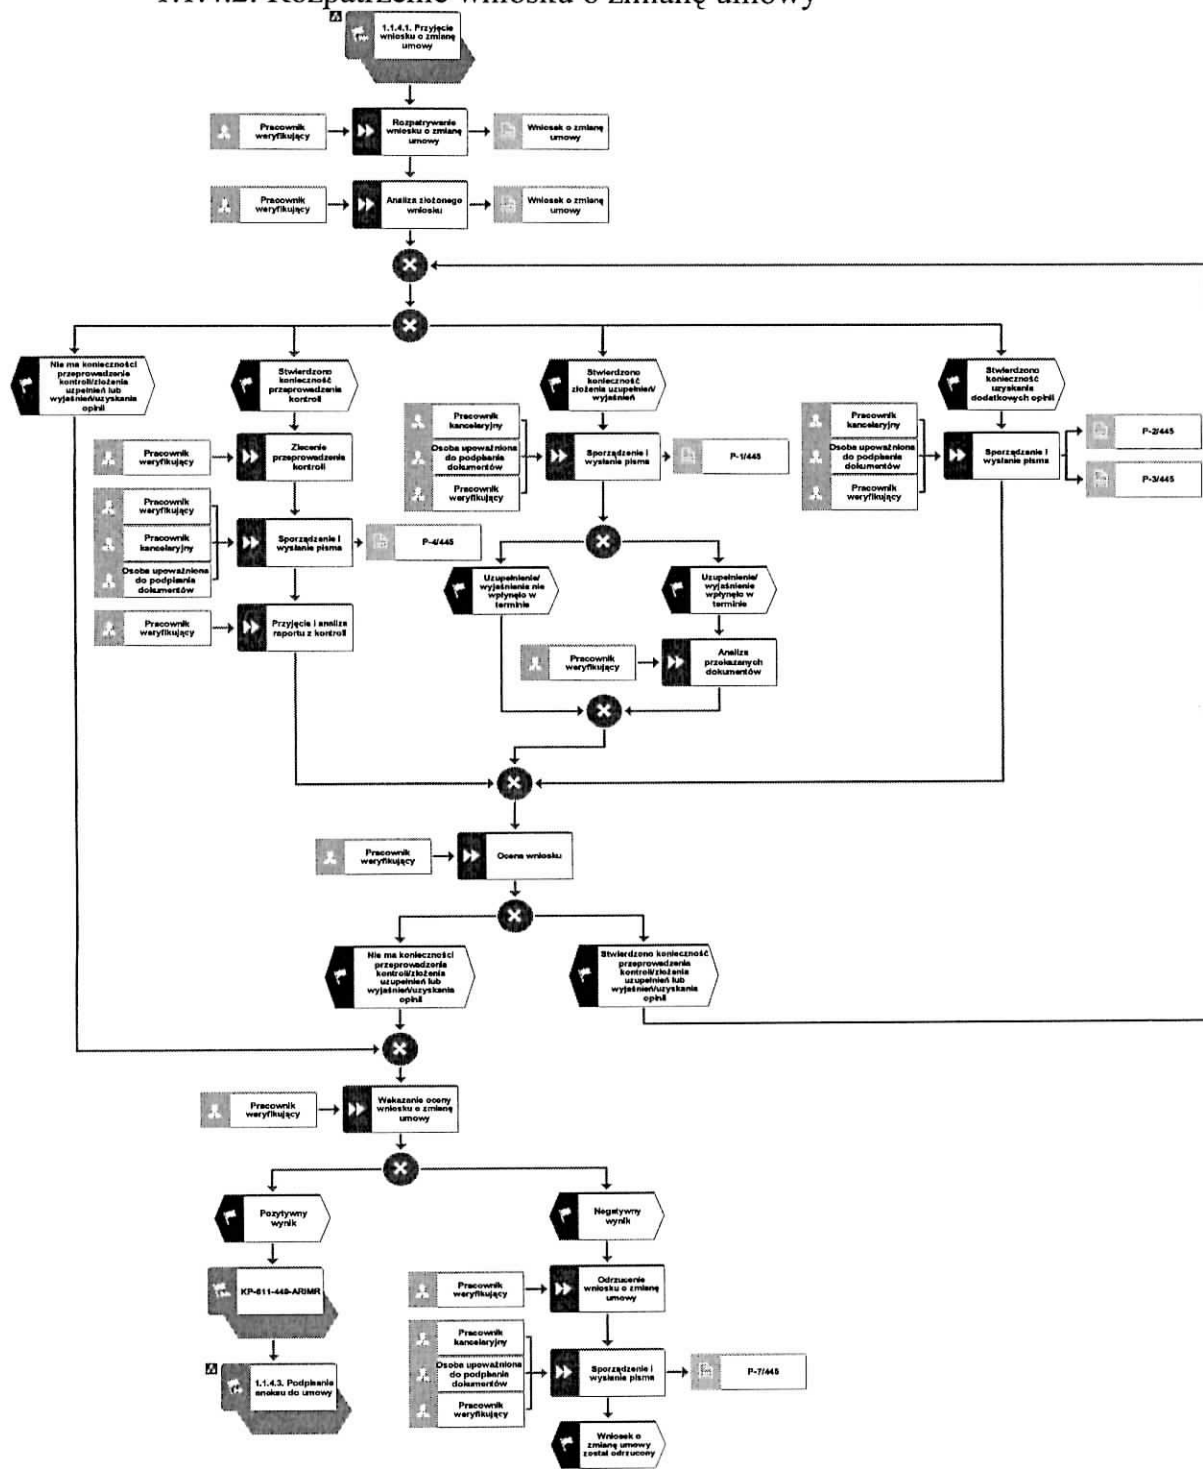 1.1.4.2. Rozpatrzenie wniosku o zmianę umowy
1.1.4.1. Przyjęcie
wniosku o zmianę
umowy
Pracownik
weryfikujący
Rozpatrywanie
wniosku o zmianę
umowy
Wniosek o zmianę
umowy
Pracownik
weryfikujący
Analiza złożonego
wniosku
Wniosek o zmianę
umowy
Nie ma konieczności
przeprowadzenia
kontroli/złożenia
uzpełnień lub
wyjaśnień/uzyskania
opinii
Stwierdzono
konieczność
przeprowadzenia
kontroli
Stwierdzono
konieczność
złożenia uzupełnień/
wyjaśnień
Stwierdzono
konieczność
uzyskania
dodatkowych opinii
Pracownik
weryfikujący
Zlecenie
przeprowadzenia
kontroli
Pracownik
kancelaryjny
Osoba upoważniona
do podpisania
dokumentów
Pracownik
weryfikujący
Sporządzenie i
wysłanie pisma
P-1/445
Pracownik
kancelaryjny
Osoba upoważniona
do podpisania
dokumentów
Pracownik
weryfikujący
Sporządzenie i
wysłanie pisma
P-2/445
P-3/445
Pracownik
weryfikujący
Pracownik
kancelaryjny
Osoba upoważniona
do podpisania
dokumentów
Sporządzenie i
wysłanie pisma
P-4/445
Uzupełnienie/
wyjaśnienie nie
wpłynęło w
terminie
Uzupełnienie/
wyjaśnienie
wpłynęło w
terminie
Pracownik
weryfikujący
Przyjęcie i analiza
raportu z kontroli
Pracownik
weryfikujący
Analiza
przekazanych
dokumentów
Pracownik
weryfikujący
Ocena wniosku
Nie ma konieczności
przeprowadzenia
kontroli/złożenia
uzupełnień lub
wyjaśnień/uzyskania
opinii
Stwierdzono konieczność
przeprowadzenia
kontroli/złożenia
uzupełnień lub
wyjaśnień/uzyskania
opinii
Pracownik
weryfikujący
Wskazanie oceny
wniosku o zmianę
umowy
Pozytywny
wynik
Negatywny
wynik
KP-611-449-ARiMR
Pracownik
weryfikujący
Odrzucenie
wniosku o zmianę
umowy
1.1.4.3. Podpisanie
aneksu do umowy
Pracownik
kancelaryjny
Osoba upoważniona
do podpisania
dokumentów
Pracownik
weryfikujący
Sporządzenie i
wysłanie pisma
P-7/445
Wniosek o
zmianę umowy
został odrzucony